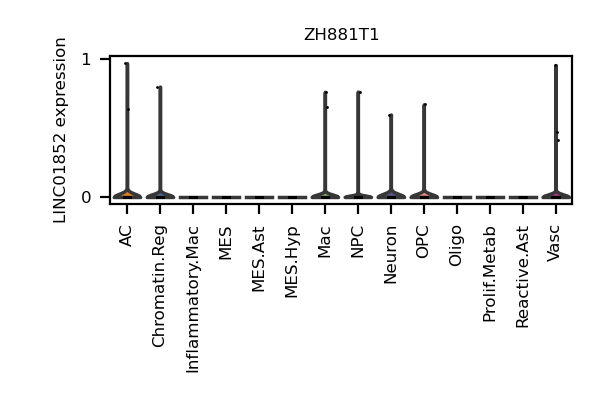 ZH881T1
LINC01852 expression
1
0
AC
Chromatin.Reg
Inflammatory.Mac
MES
MES.Ast
MES.Hyp
Mac
NPC
Neuron
OPC
Oligo
Prolif.Metab
Reactive.Ast
Vasc